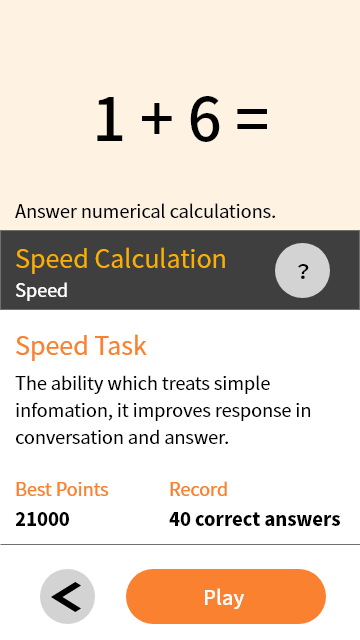 1 + 6 =
Answer numerical calculations.
Speed Calculation
Speed
?
Speed Task
The ability which treats simple
infomation, it improves response in
conversation and answer.
Best Points
Record
21000
40 correct answers
Play